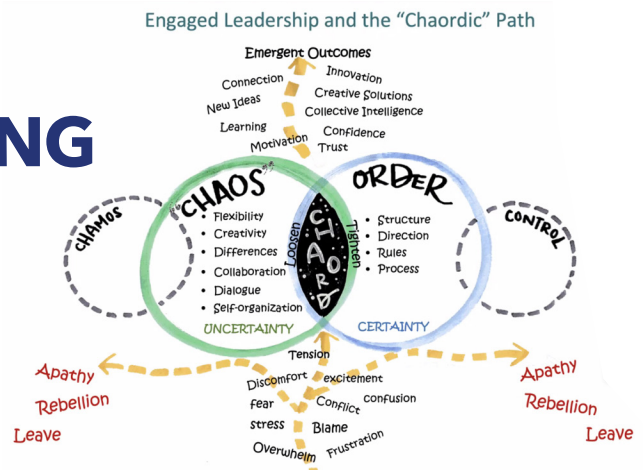 Engaged Leadership and the “Chaordic” Path
Emergent Outcomes
Connection
Innovation
New Ideas
Creative Solutions
Collective Intelligence
Learning
Confidence
Motivation
Trust
NG
"CHAOS"
ORDER
CHAMOS
CONTROL
• Flexibility
• Creativity
• Differences
• Collaboration
• Dialogue
• Self-organization
UNCERTAINTY
Loosen
CHAORD
Tighten
• Structure
• Direction
• Rules
• Process
CERTAINTY
Tension
Discomfort
excitement
fear
Conflict
confusion
stress
Blame
Overwhelm
Frustration
Apathy
Rebellion
Leave
Apathy
Rebellion
Leave